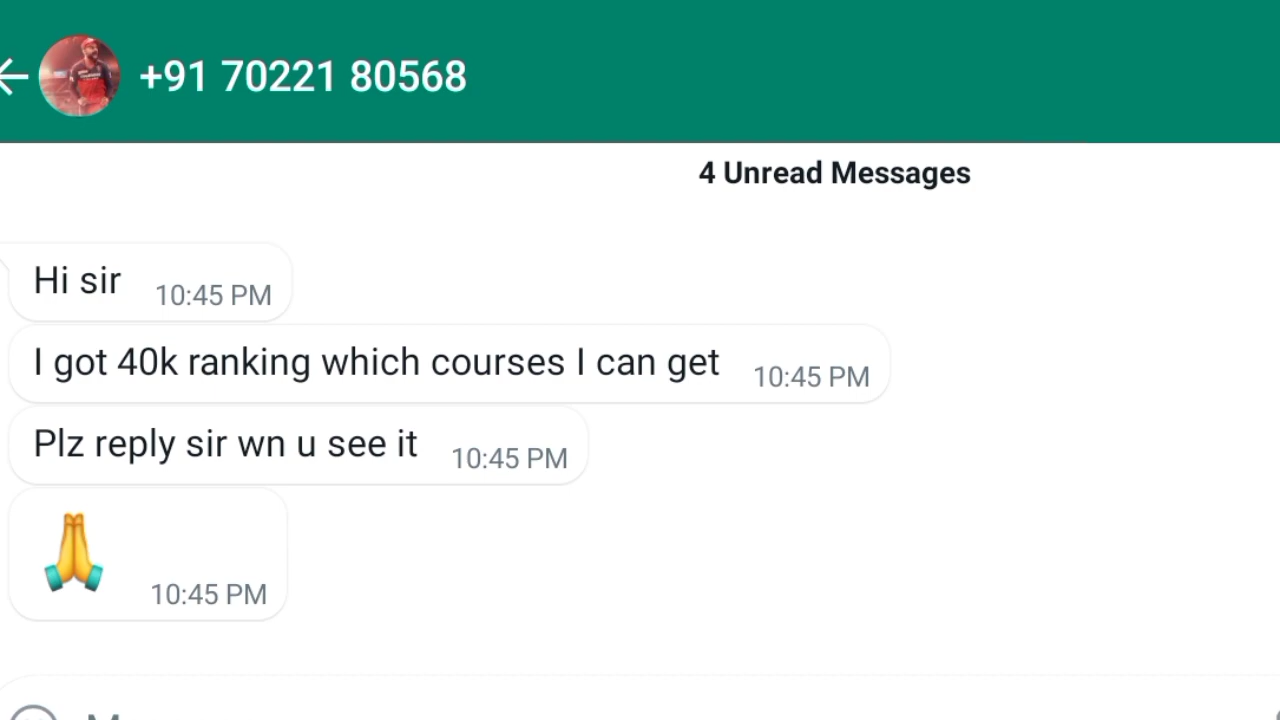 +91 70221 80568
4 Unread Messages
Hi sir 10:45 PM
I got 40k ranking which courses I can get 10:45 PM
Plz reply sir wn u see it 10:45 PM
🙏 10:45 PM